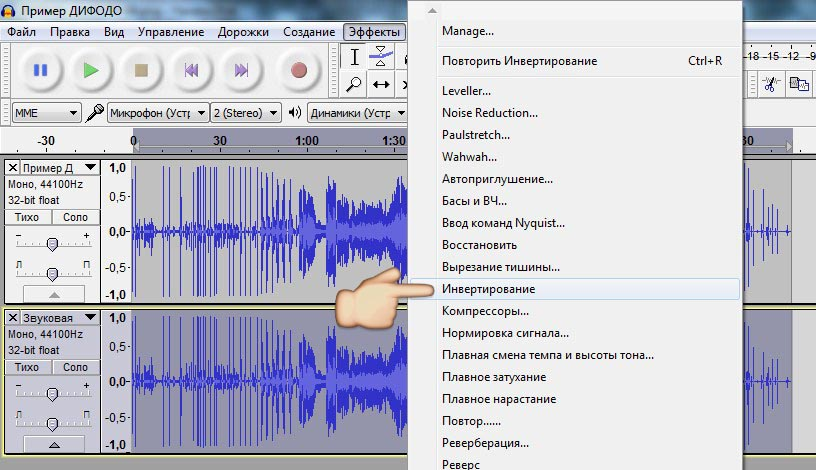 Пример ДИФОДО
Файл Правка Вид Управление Дорожки Создание Эффекты
MME Микрофон (Устр 2 (Stereo) Динамики (Устр
-30 0 30 1:00 1:30
Пример Д
Моно, 44100Hz
32-bit float
Тихо Соло
- +
Л П
1,0
0,5-
0,0-
-0,5-
-1,0
Звуковая
Моно, 44100Hz
32-bit float
Тихо Соло
- +
Л П
1,0
0,5-
0,0-
-0,5-
-1,0
Manage...
Повторить Инвертирование Ctrl+R
Leveller...
Noise Reduction...
Paulstretch...
Wahwah...
Автоприглушение...
Басы и ВЧ...
Ввод команд Nyquist...
Восстановить
Вырезание тишины...
Инвертирование
Компрессоры...
Нормировка сигнала...
Плавная смена темпа и высоты тона...
Плавное затухание
Плавное нарастание
Повтор......
Реверберация...
Реверс
-18 -15 -12 -9
30